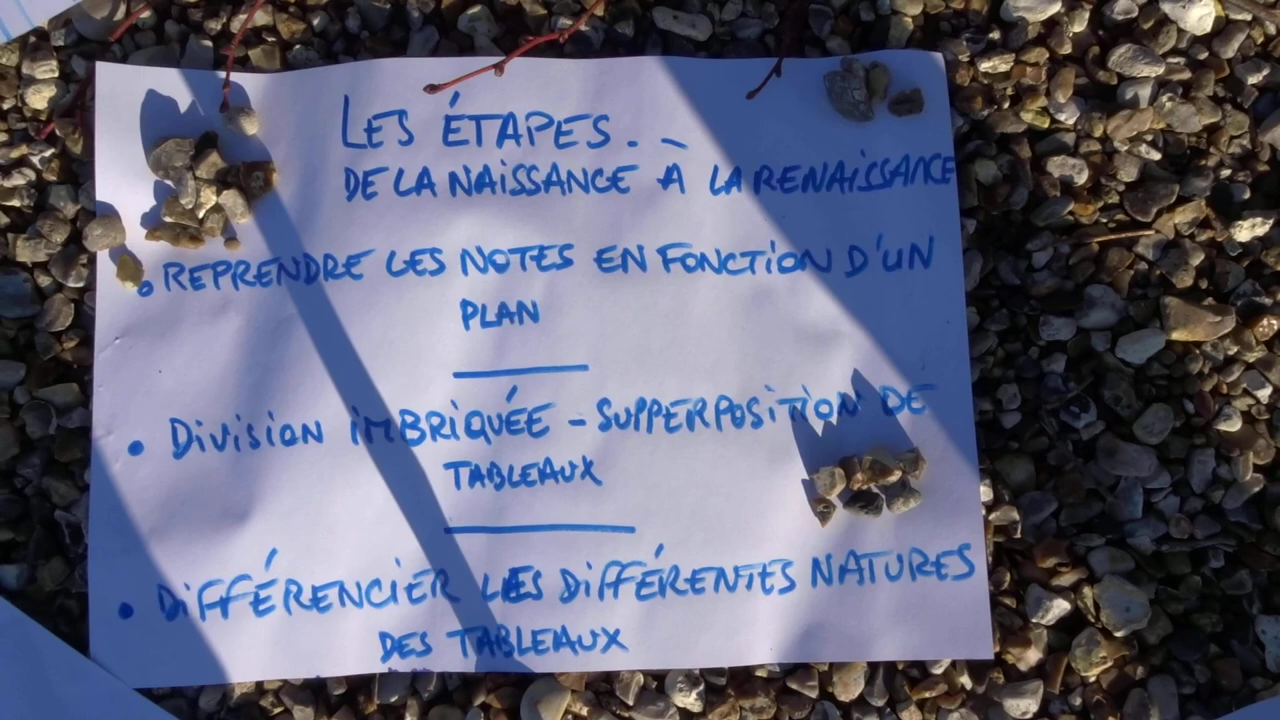 LES ÉTAPES.
DE LA NAISSANCE À LA RENAISSANCE
• REPRENDRE LES NOTES EN FONCTION D'UN
PLAN
• DIVISION IMBRIQUÉE - SUPPERPOSITION DE
TABLEAUX
• DIFFÉRENCIER LES DIFFÉRENTES NATURES
DES TABLEAUX